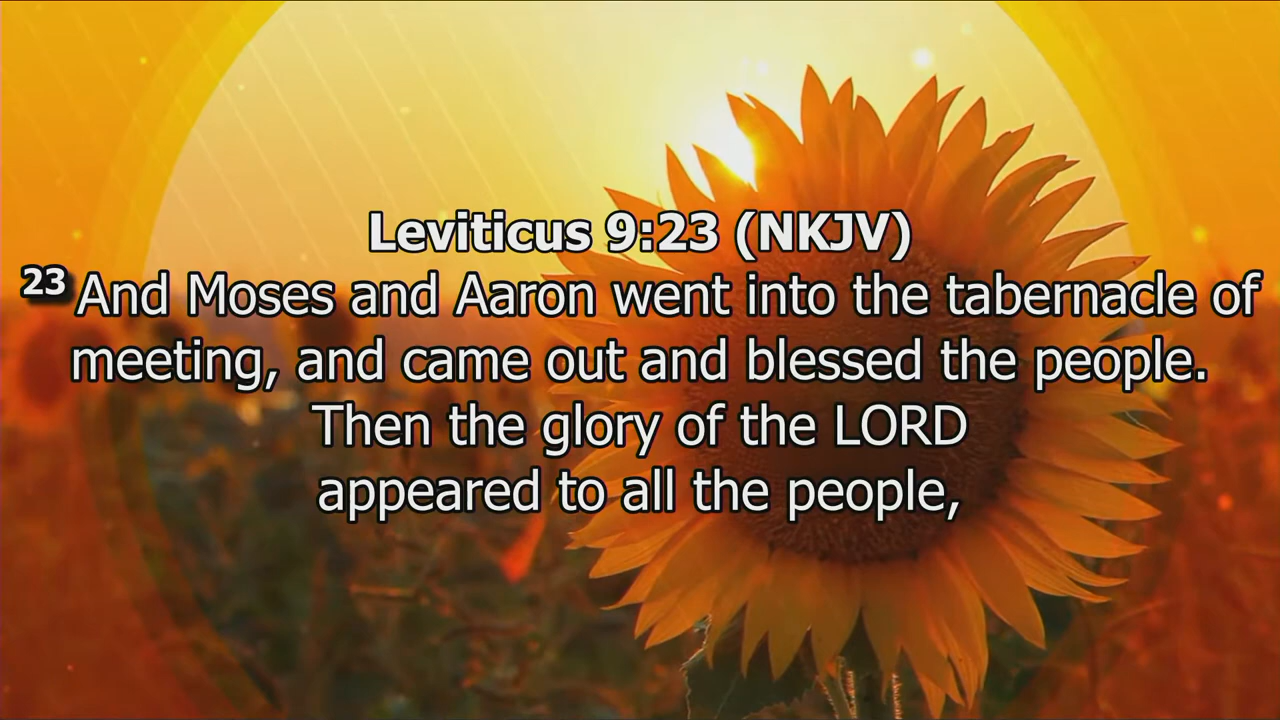 Leviticus 9:23 (NKJV)
23 And Moses and Aaron went into the tabernacle of
meeting, and came out and blessed the people.
Then the glory of the LORD
appeared to all the people,